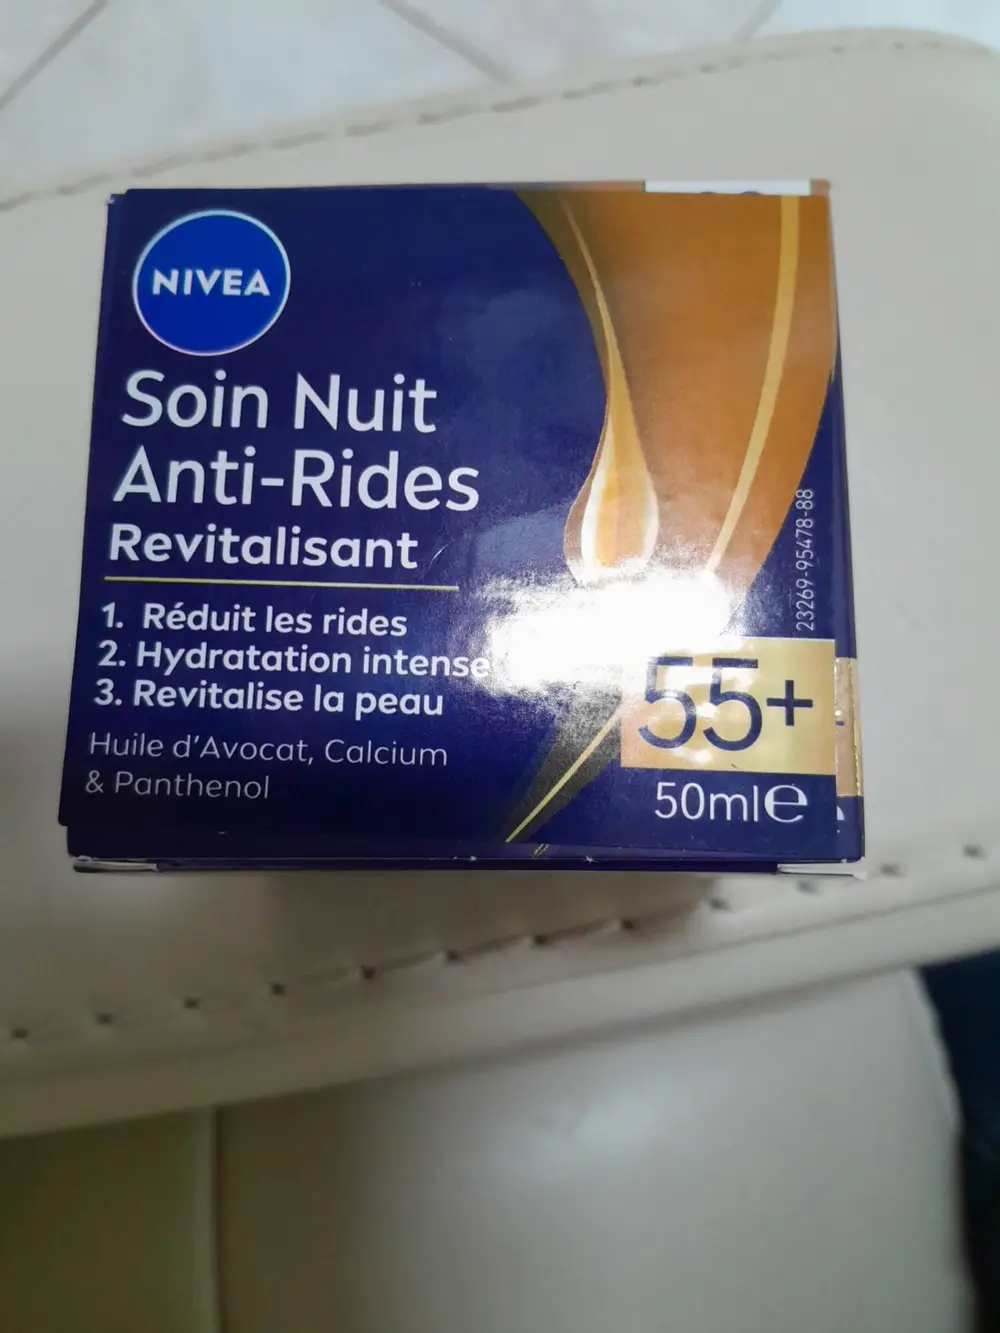 NIVEA
Soin Nuit
Anti-Rides
Revitalisant
1. Réduit les rides
2. Hydratation intense
3. Revitalise la peau
Huile d'Avocat, Calcium
& Panthenol
23269-95478-88
55+
50ml℮